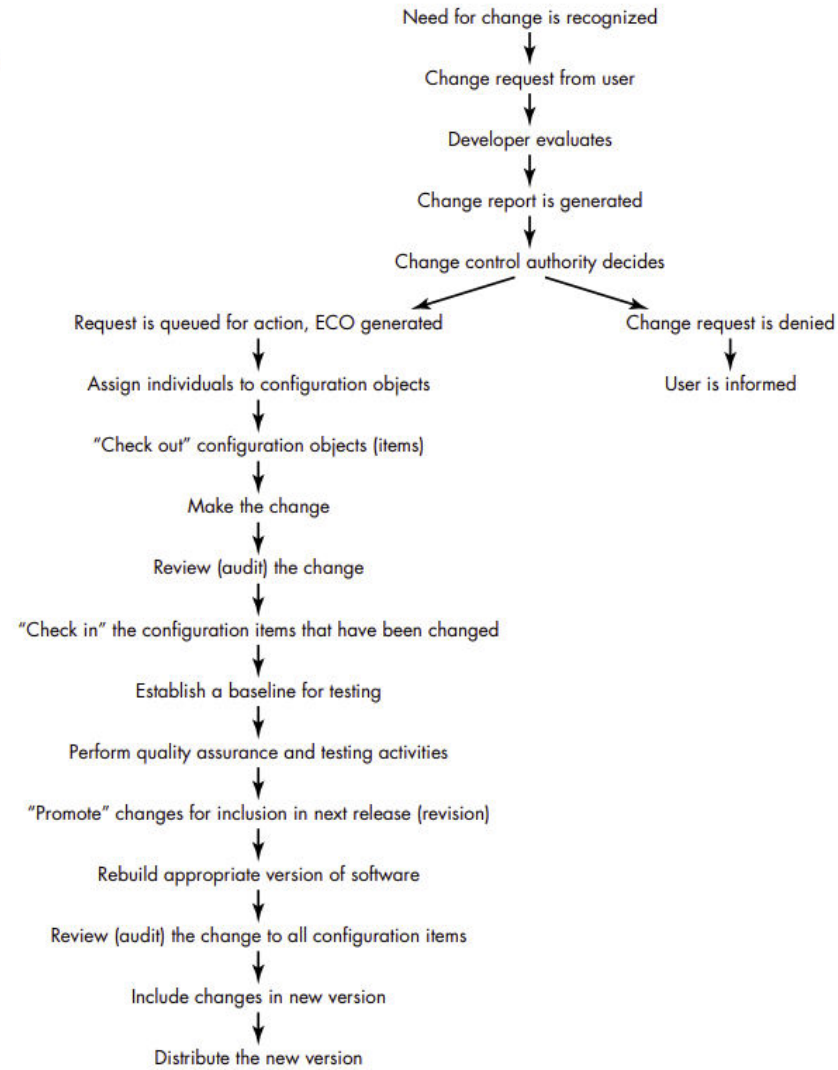 Need for change is recognized
Change request from user
Developer evaluates
Change report is generated
Change control authority decides
Request is queued for action, ECO generated
Change request is denied
Assign individuals to configuration objects
User is informed
“Check out” configuration objects (items)
Make the change
Review (audit) the change
“Check in” the configuration items that have been changed
Establish a baseline for testing
Perform quality assurance and testing activities
“Promote” changes for inclusion in next release (revision)
Rebuild appropriate version of software
Review (audit) the change to all configuration items
Include changes in new version
Distribute the new version